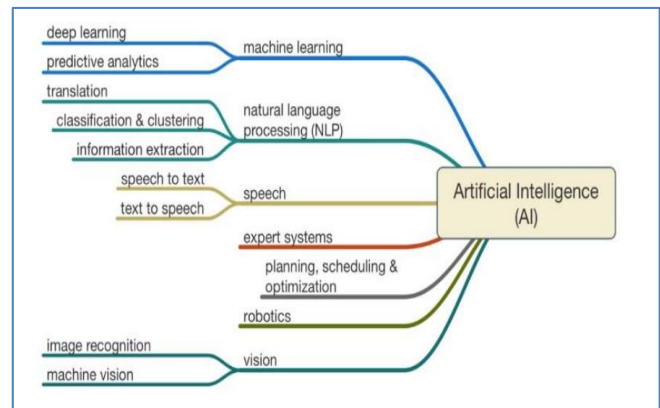 deep learning
machine learning
predictive analytics
translation
natural language
processing (NLP)
classification & clustering
information extraction
speech to text
speech
text to speech
expert systems
planning, scheduling &
optimization
robotics
image recognition
vision
machine vision
Artificial Intelligence
(AI)